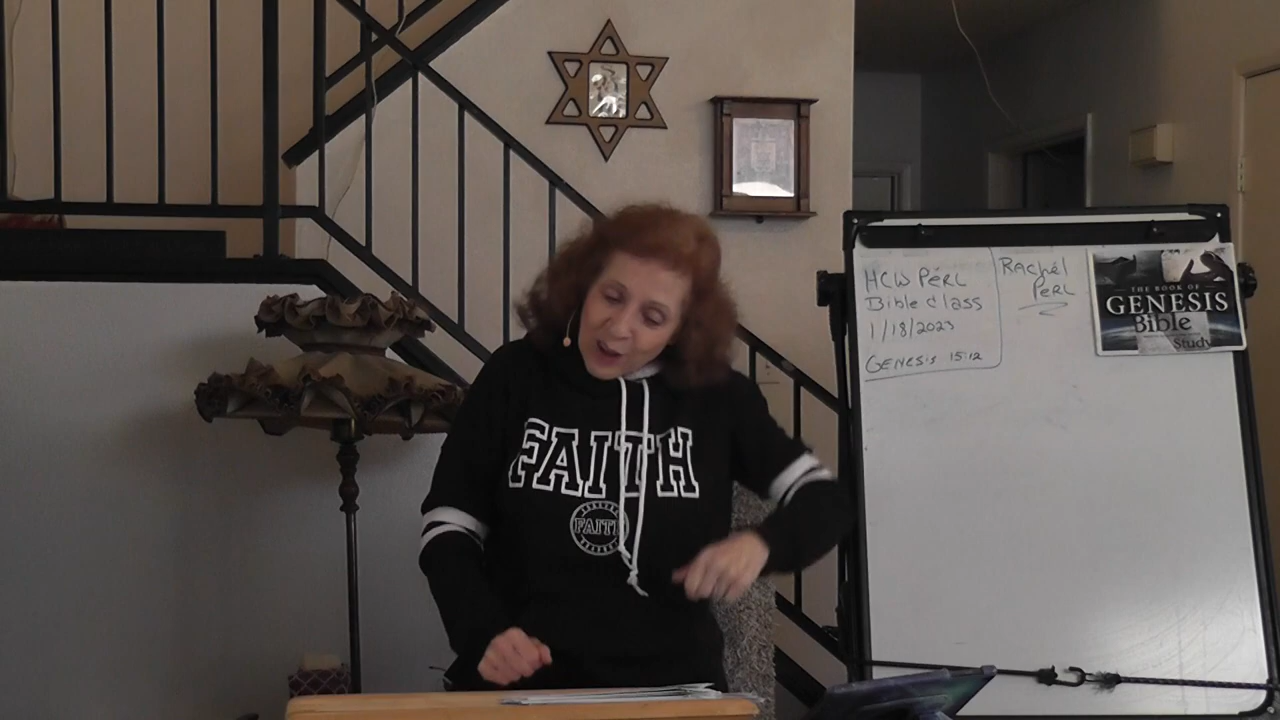 HCW PERL
Bible Class
1/18/2023
GENESIS 15:12
RAChel
PeRL
THE BOOK OF
GENESIS
Bible
Study
FAITH
FAITH